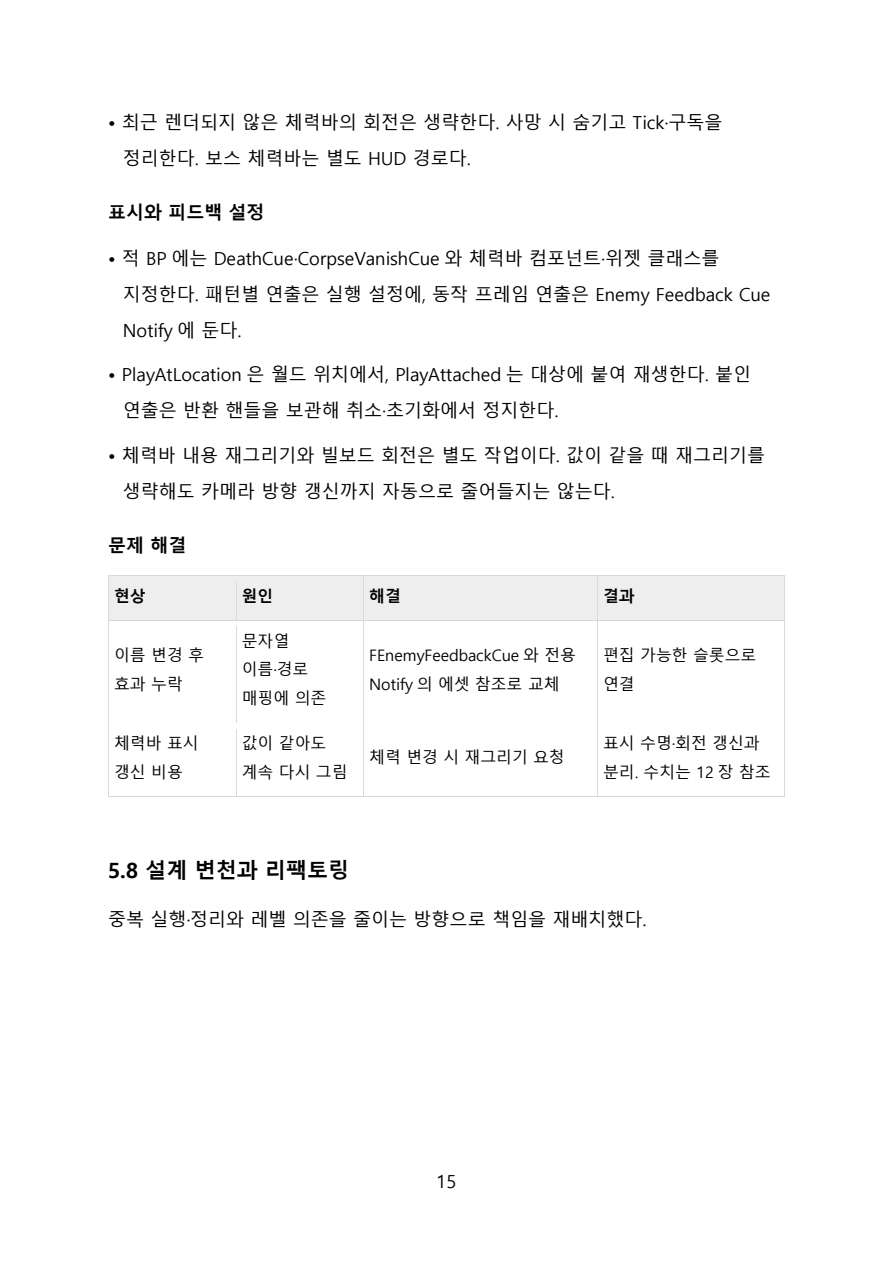 • 최근 렌더되지 않은 체력바의 회전은 생략한다. 사망 시 숨기고 Tick·구독을
정리한다. 보스 체력바는 별도 HUD 경로다.
표시와 피드백 설정
• 적 BP 에는 DeathCue·CorpseVanishCue 와 체력바 컴포넌트·위젯 클래스를
지정한다. 패턴별 연출은 실행 설정에, 동작 프레임 연출은 Enemy Feedback Cue
Notify 에 둔다.
• PlayAtLocation 은 월드 위치에서, PlayAttached 는 대상에 붙여 재생한다. 붙인
연출은 반환 핸들을 보관해 취소·초기화에서 정지한다.
• 체력바 내용 재그리기와 빌보드 회전은 별도 작업이다. 값이 같을 때 재그리기를
생략해도 카메라 방향 갱신까지 자동으로 줄어들지는 않는다.
문제 해결
현상 원인 해결 결과
이름 변경 후
효과 누락
문자열
이름·경로
매핑에 의존
FEnemyFeedbackCue 와 전용
Notify 의 에셋 참조로 교체
편집 가능한 슬롯으로
연결
체력바 표시
갱신 비용
값이 같아도
계속 다시 그림
체력 변경 시 재그리기 요청
표시 수명·회전 갱신과
분리. 수치는 12 장 참조
5.8 설계 변천과 리팩토링
중복 실행·정리와 레벨 의존을 줄이는 방향으로 책임을 재배치했다.
15